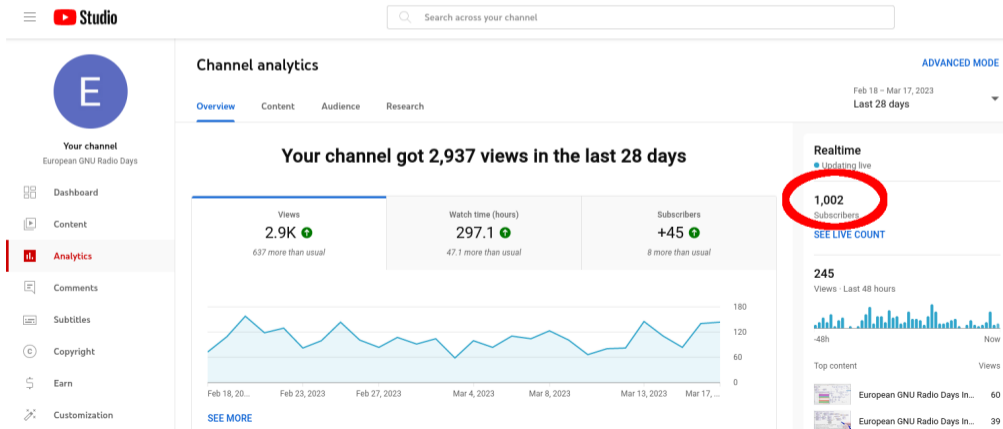 Studio
Search across your channel
E
Your channel
European GNU Radio Days
Dashboard
Content
Analytics
Comments
Subtitles
Copyright
Earn
Customization
Channel analytics
ADVANCED MODE
Overview
Content
Audience
Research
Feb 18 – Mar 17, 2023
Last 28 days
Your channel got 2,937 views in the last 28 days
Views
2.9K
637 more than usual
Watch time (hours)
297.1
47.1 more than usual
Subscribers
+45
8 more than usual
180
120
60
0
Feb 18, 20...
Feb 23, 2023
Feb 27, 2023
Mar 4, 2023
Mar 8, 2023
Mar 13, 2023
Mar 17, ...
SEE MORE
Realtime
Updating live
1,002
Subscribers
SEE LIVE COUNT
245
Views · Last 48 hours
-48h
Now
Top content
Views
European GNU Radio Days In...
60
European GNU Radio Days In...
39